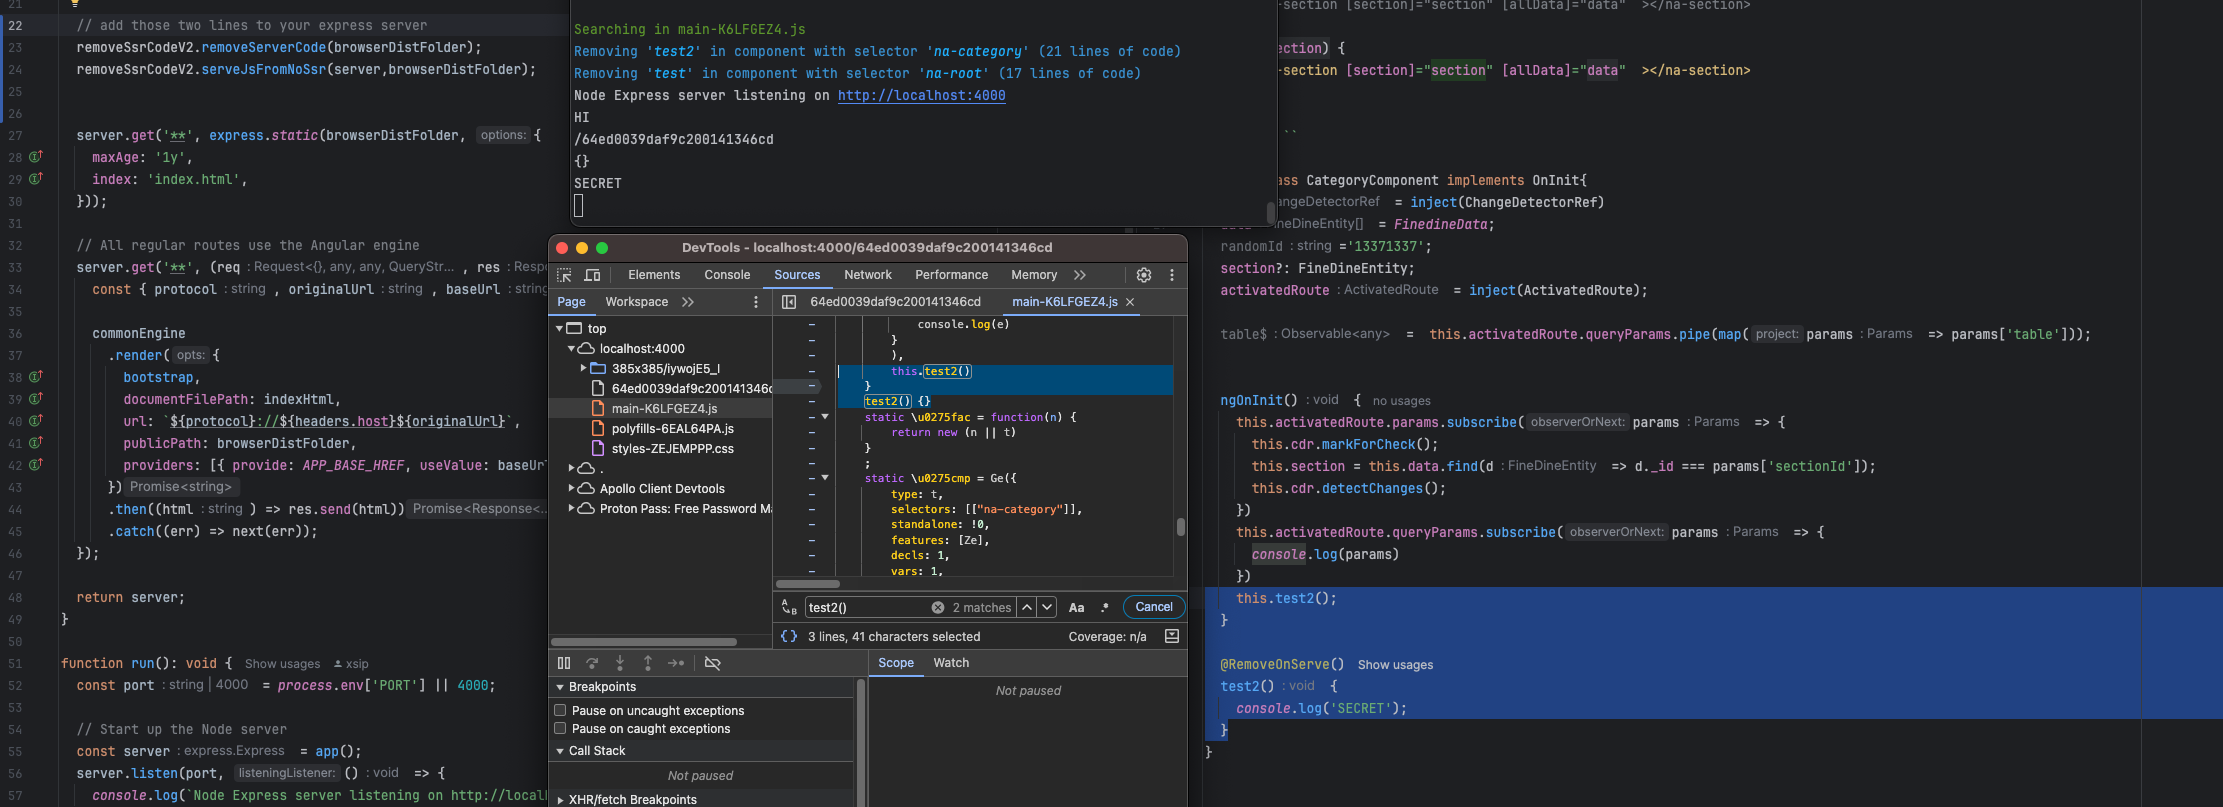 21
22 // add those two lines to your express server
23 removeSsrCodeV2.removeServerCode(browserDistFolder);
24 removeSsrCodeV2.serveJsFromNoSsr(server,browserDistFolder);
25
26
27 server.get('**', express.static(browserDistFolder, options: {
28 maxAge: '1y',
29 index: 'index.html',
30 }));
31
32 // All regular routes use the Angular engine
33 server.get('**', (req : Request<{}, any, any, QueryStr... , res : Respo
34 const { protocol : string , originalUrl : string , baseUrl : string
35
36 commonEngine
37 .render( opts: {
38 bootstrap,
39 documentFilePath: indexHtml,
40 url: `${protocol}://${headers.host}${originalUrl}`,
41 publicPath: browserDistFolder,
42 providers: [{ provide: APP_BASE_HREF, useValue: baseUrl
43 }) Promise<string>
44 .then((html : string ) => res.send(html)) Promise<Response<...
45 .catch((err) => next(err));
46 });
47
48 return server;
49 }
50
51 function run(): void { Show usages xsip
52 const port : string | 4000 = process.env['PORT'] || 4000;
53
54 // Start up the Node server
55 const server : express.Express = app();
56 server.listen(port, listeningListener: () : void => {
57 console.log(`Node Express server listening on http://local
Searching in main-K6LFGEZ4.js
Removing 'test2' in component with selector 'na-category' (21 lines of code)
Removing 'test' in component with selector 'na-root' (17 lines of code)
Node Express server listening on http://localhost:4000
HI
/64ed0039daf9c200141346cd
{}
SECRET
DevTools - localhost:4000/64ed0039daf9c200141346cd
Elements Console Sources Network Performance Memory
Page Workspace
64ed0039daf9c200141346cd main-K6LFGEZ4.js
top
localhost:4000
385x385/iywojE5_l
64ed0039daf9c200141346c
main-K6LFGEZ4.js
polyfills-6EAL64PA.js
styles-ZEJEMPPP.css
.
Apollo Client Devtools
Proton Pass: Free Password Ma
console.log(e)
}
),
this.test2()
}
test2() {}
static \u0275fac = function(n) {
return new (n || t)
}
;
static \u0275cmp = Ge({
type: t,
selectors: [["na-category"]],
standalone: !0,
features: [Ze],
decls: 1,
vars: 1,
test2() 2 matches Aa .* Cancel
{} 3 lines, 41 characters selected Coverage: n/a
Breakpoints
Pause on uncaught exceptions
Pause on caught exceptions
Call Stack
Not paused
XHR/fetch Breakpoints
Scope Watch
Not paused
-section [section]="section" [allData]="data" ></na-section>
ection) {
-section [section]="section" [allData]="data" ></na-section>
``
ass CategoryComponent implements OnInit{
angeDetectorRef = inject(ChangeDetectorRef)
ineDineEntity[] = FinedineData;
randomId : string ='13371337';
section?: FineDineEntity;
activatedRoute : ActivatedRoute = inject(ActivatedRoute);
table$ : Observable<any> = this.activatedRoute.queryParams.pipe(map( project: params : Params => params['table']));
ngOnInit() : void { no usages
this.activatedRoute.params.subscribe( observerOrNext: params : Params => {
this.cdr.markForCheck();
this.section = this.data.find(d : FineDineEntity => d._id === params['sectionId']);
this.cdr.detectChanges();
})
this.activatedRoute.queryParams.subscribe( observerOrNext: params : Params => {
console.log(params)
})
this.test2();
}
@RemoveOnServe() Show usages
test2() : void {
console.log('SECRET');
}
}